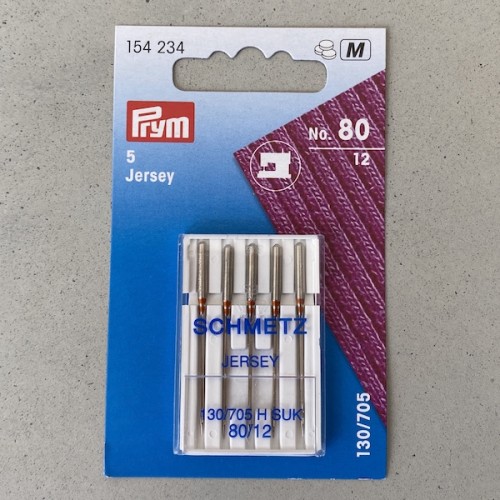 154 234
M
Prym
No. 80
12
5
Jersey
SCHMETZ
JERSEY
130/705 H SUK
80/12
130/705